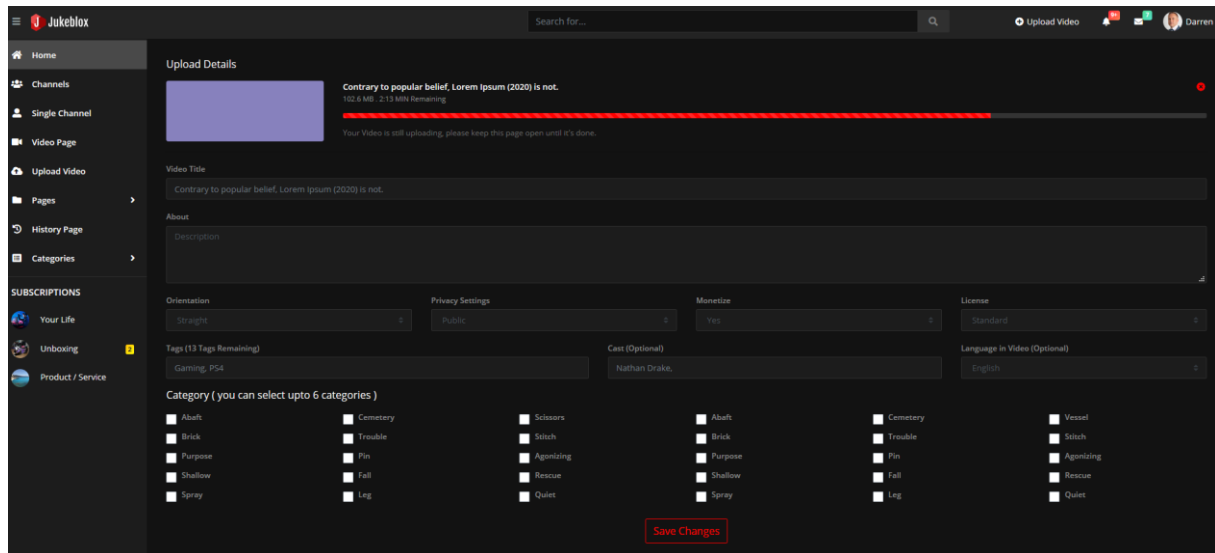 Jukeblox
Search for...
Upload Video
9+
7
Darren
Home
Channels
Single Channel
Video Page
Upload Video
Pages
History Page
Categories
SUBSCRIPTIONS
Your Life
Unboxing
2
Product / Service
Upload Details
Contrary to popular belief, Lorem Ipsum (2020) is not.
102.6 MB . 2:13 MIN Remaining
Your Video is still uploading, please keep this page open until it's done.
Video Title
Contrary to popular belief, Lorem Ipsum (2020) is not.
About
Description
Orientation Privacy Settings Monetize License
Straight Public Yes Standard
Tags (13 Tags Remaining) Cast (Optional) Language in Video (Optional)
Gaming, PS4 Nathan Drake, English
Category ( you can select upto 6 categories )
Abaft Cemetery Scissors Abaft Cemetery Vessel
Brick Trouble Stitch Brick Trouble Stitch
Purpose Pin Agonizing Purpose Pin Agonizing
Shallow Fall Rescue Shallow Fall Rescue
Spray Leg Quiet Spray Leg Quiet
Save Changes